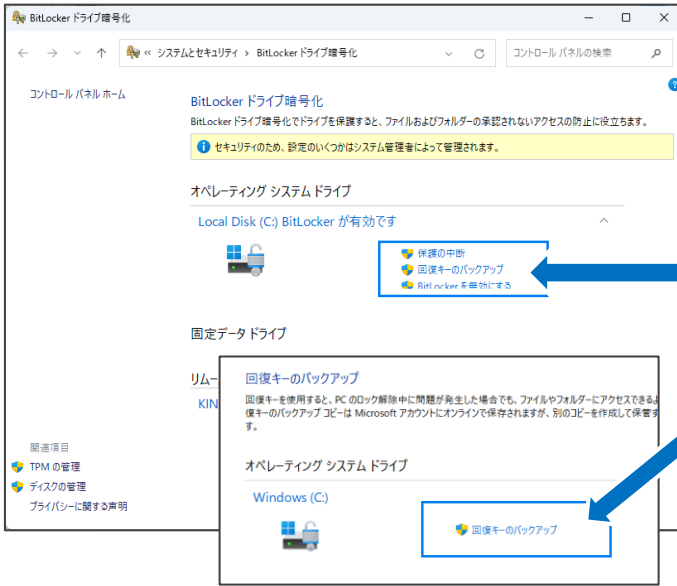 BitLocker ドライブ暗号化
« システムとセキュリティ › BitLocker ドライブ暗号化
コントロール パネルの検索
コントロール パネル ホーム
BitLocker ドライブ暗号化
BitLocker ドライブ暗号化でドライブを保護すると、ファイルおよびフォルダーの承認されないアクセスの防止に役立ちます。
セキュリティのため、設定のいくつかはシステム管理者によって管理されます。
オペレーティング システム ドライブ
Local Disk (C:) BitLocker が有効です
保護の中断
回復キーのバックアップ
BitLocker を無効にする
固定データ ドライブ
リムー
KIN
回復キーのバックアップ
回復キーを使用すると、PC のロック解除中に問題が発生した場合でも、ファイルやフォルダーにアクセスできるよ
復キーのバックアップ コピーは Microsoft アカウントにオンラインで保存されますが、別のコピーを作成して保管す
す。
オペレーティング システム ドライブ
Windows (C:)
回復キーのバックアップ
関連項目
TPM の管理
ディスクの管理
プライバシーに関する声明